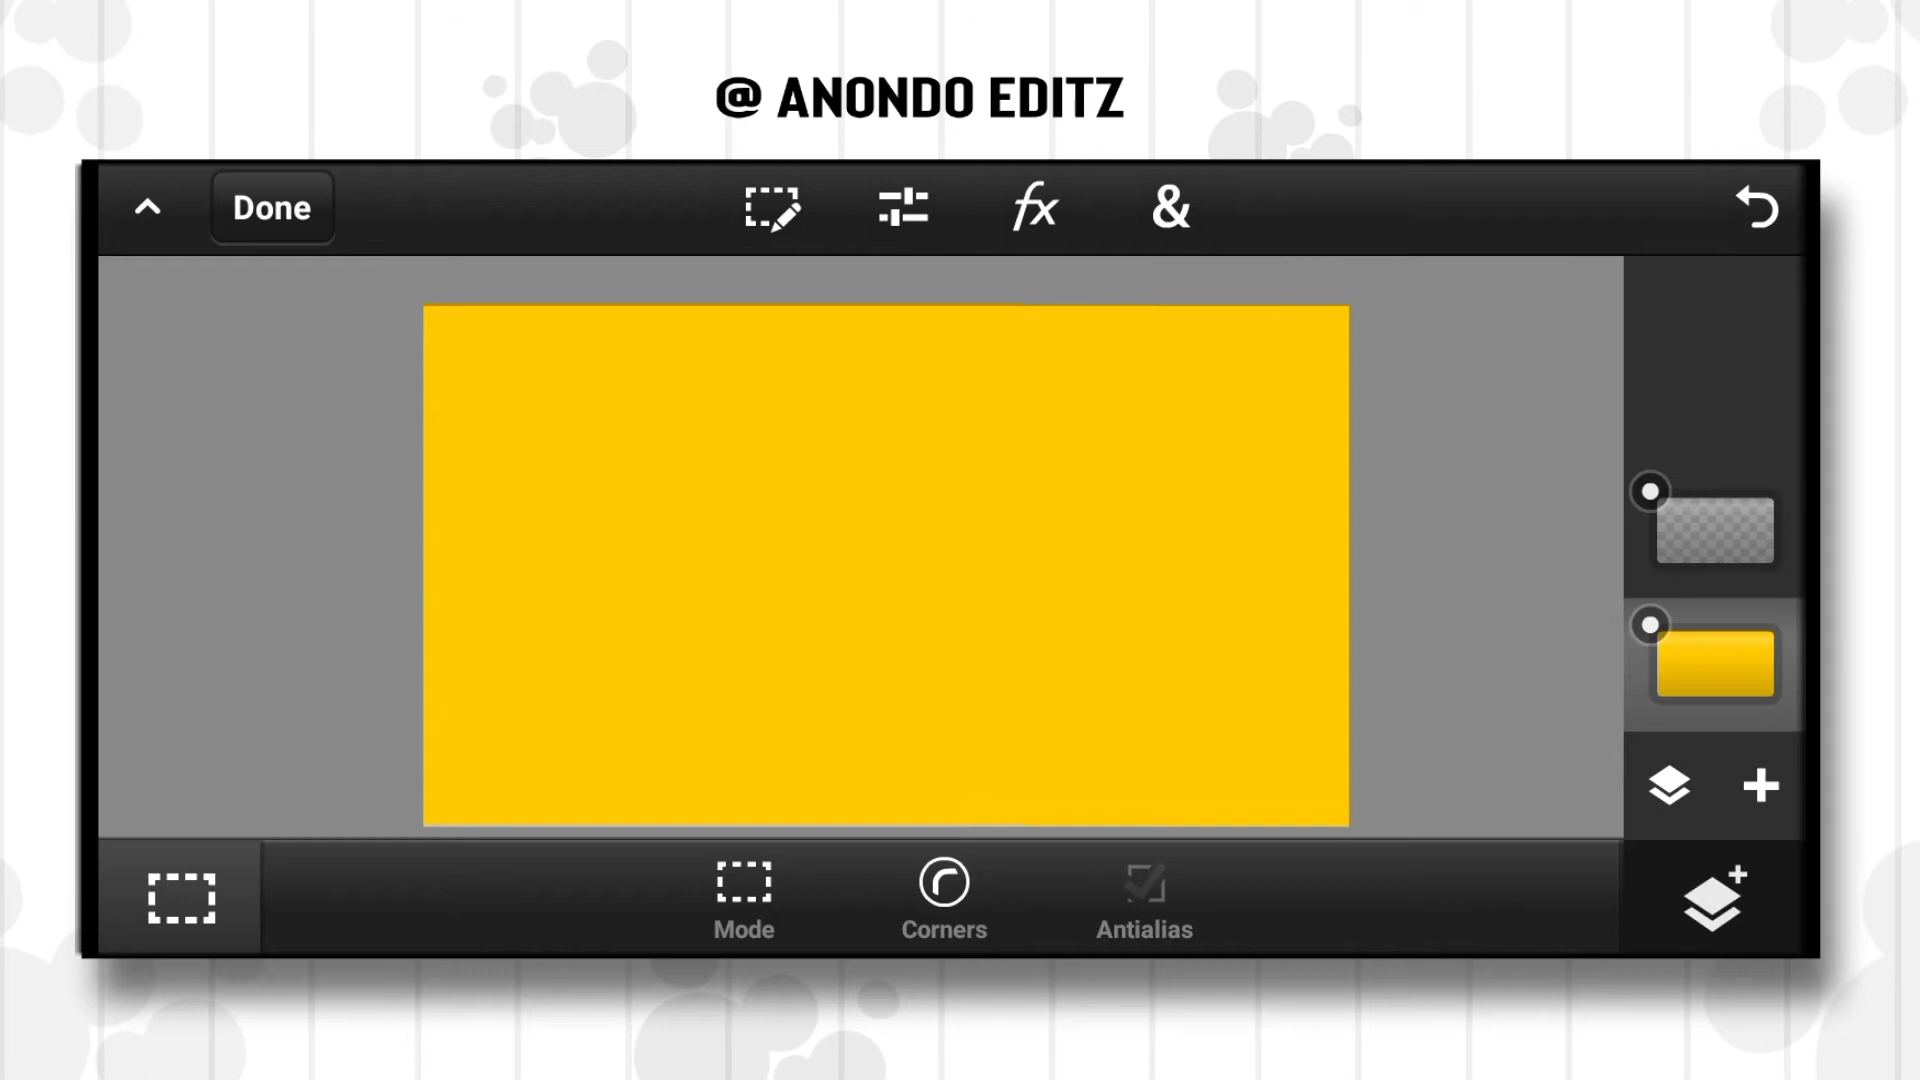 @ ANONDO EDITZ
Done
fx
&
Mode
Corners
Antialias